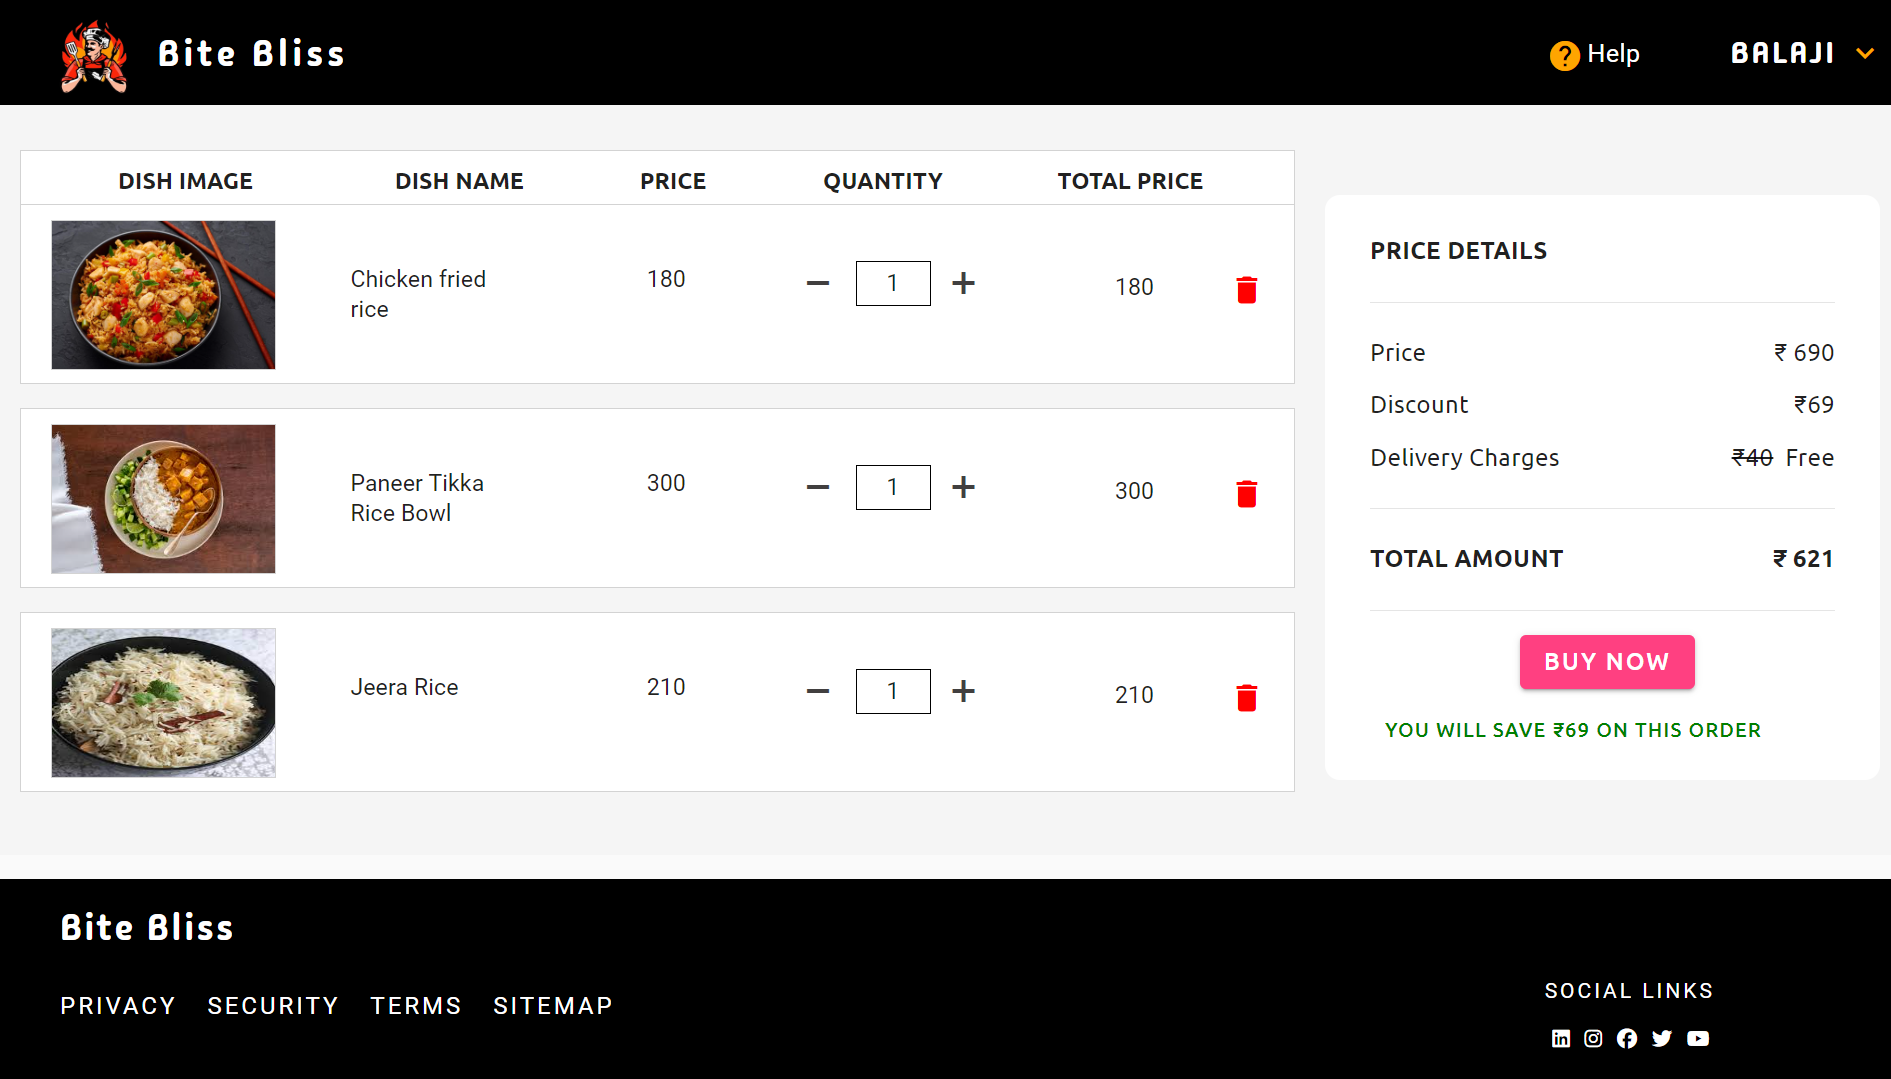 Bite Bliss
Help
BALAJI
DISH IMAGE DISH NAME PRICE QUANTITY TOTAL PRICE
Chicken fried
rice
180 1 180
Paneer Tikka
Rice Bowl
300 1 300
Jeera Rice 210 1 210
PRICE DETAILS
Price ₹ 690
Discount ₹69
Delivery Charges ₹40 Free
TOTAL AMOUNT ₹ 621
BUY NOW
YOU WILL SAVE ₹69 ON THIS ORDER
Bite Bliss
PRIVACY SECURITY TERMS SITEMAP
SOCIAL LINKS